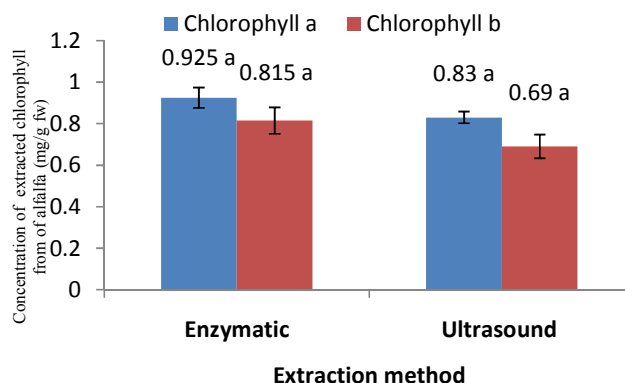 Chlorophyll a Chlorophyll b
Concentration of extracted chlorophyll
from of alfalfa (mg/g fw)
1.2
1
0.8
0.6
0.4
0.2
0
0.925 a
0.815 a
0.83 a
0.69 a
Enzymatic Ultrasound
Extraction method